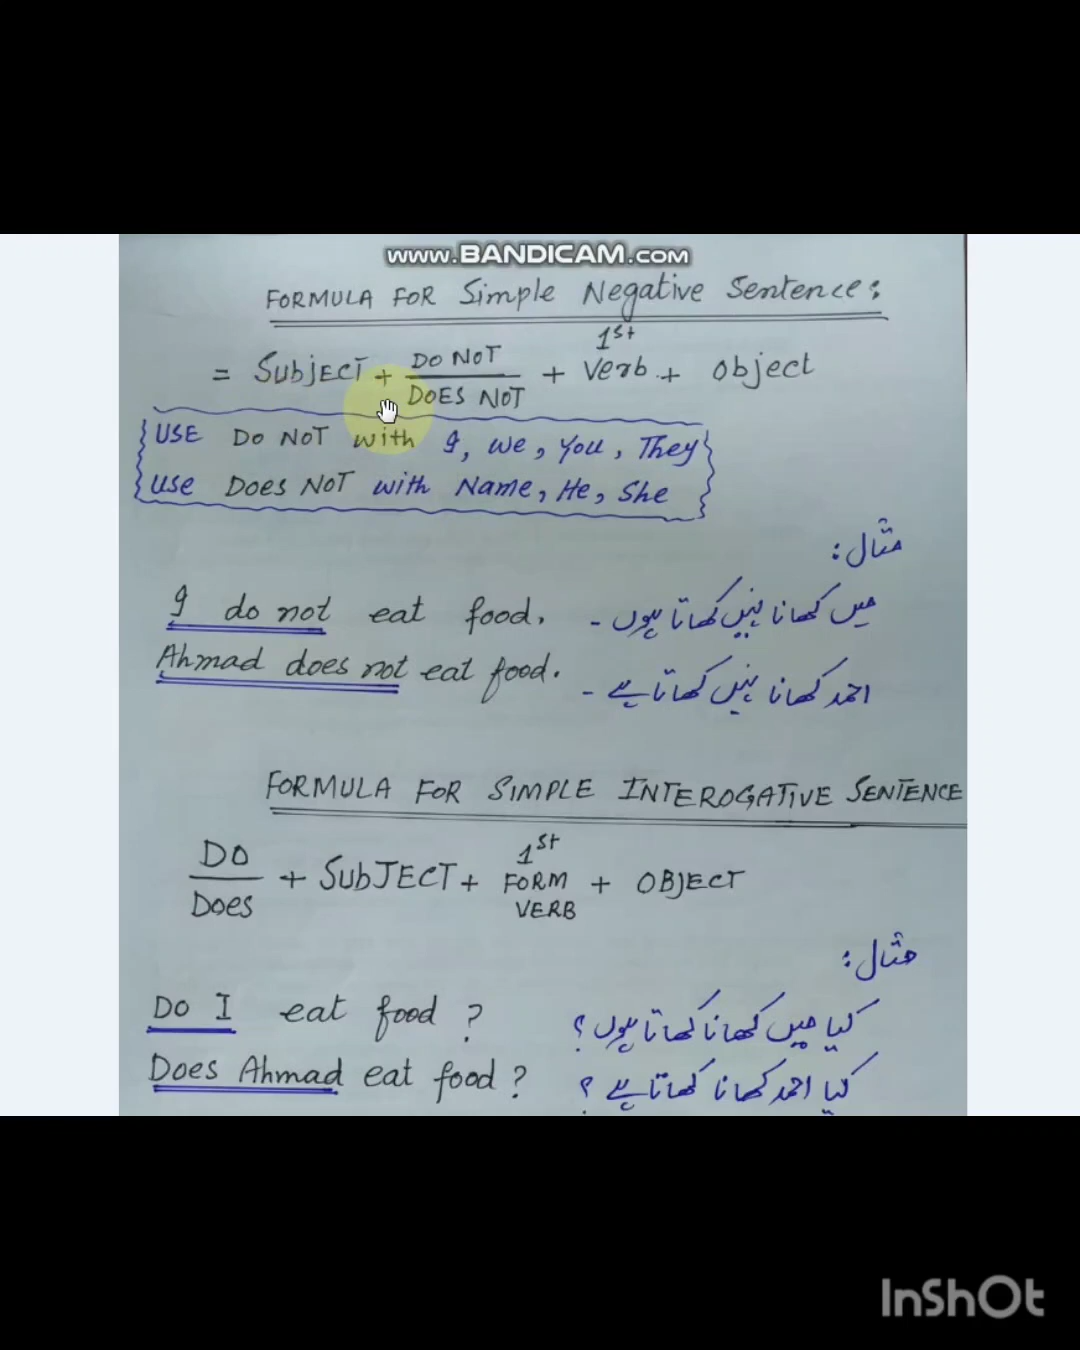 www.BANDICAM.com
FORMULA FOR Simple Negative Sentence:
= SUbJECT + DO NOT / DOES NOT + 1st Verb + Object
USE DO NOT with I, We, You, They
Use Does NOT with Name, He, She
مثال:
I do not eat food. میں کھانا نہیں کھاتا ہوں -
Ahmad does not eat food. احمد کھانا نہیں کھاتا ہے -
FORMULA FOR SIMPLE INTEROGATIVE SENTENCE
DO / Does + SUbJECT + 1st FORM VERB + OBJECT
مثال:
Do I eat food ? کیا میں کھانا کھاتا ہوں ؟
Does Ahmad eat food ? کیا احمد کھانا کھاتا ہے ؟
InShOt